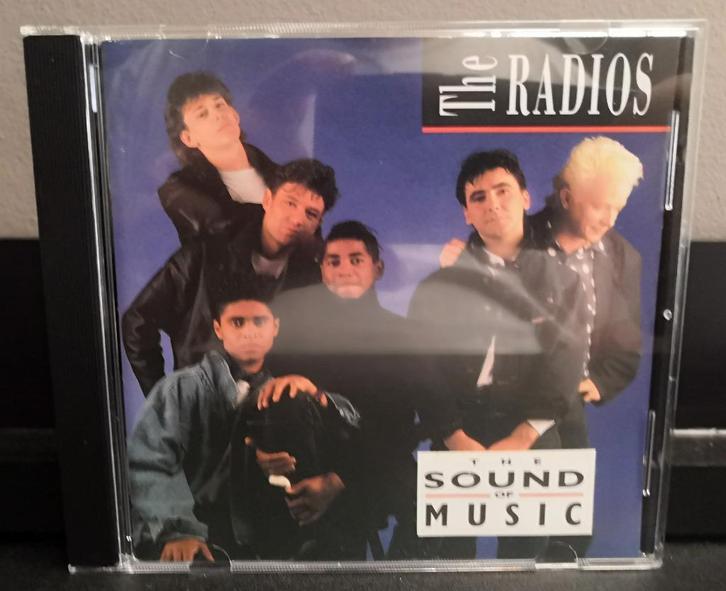 The RADIOS
THE
SOUND
OF
MUSIC